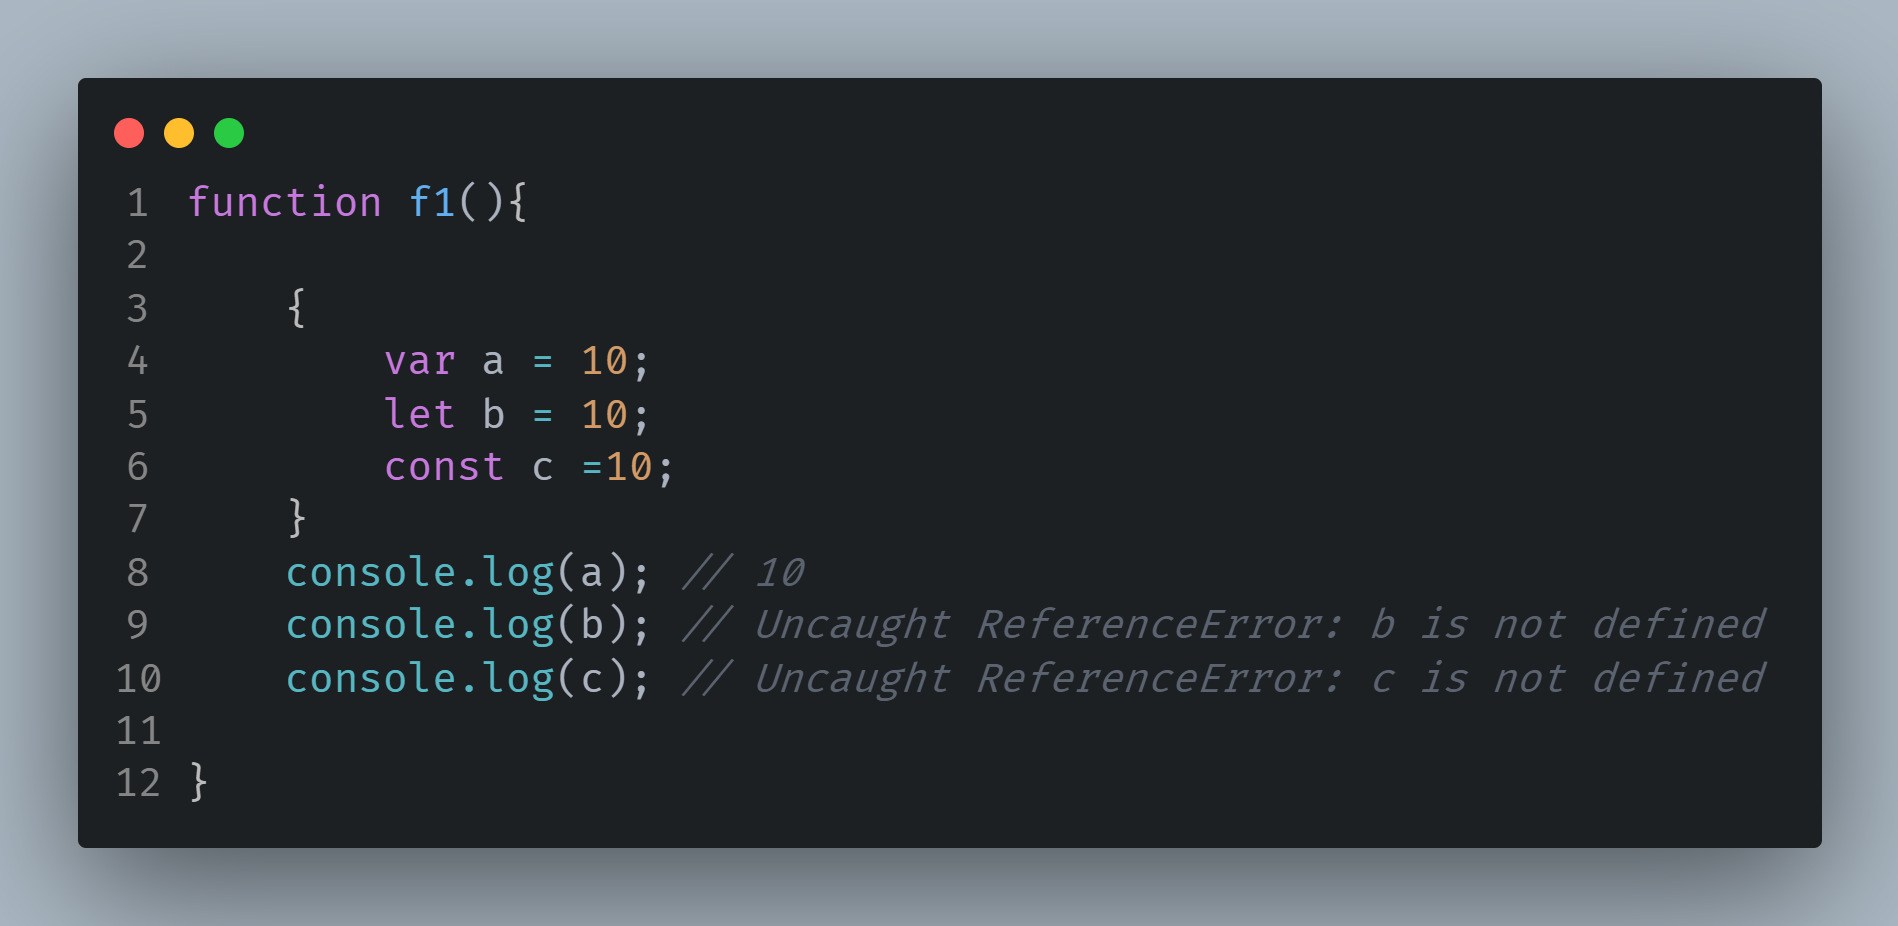 1 function f1(){
2
3     {
4         var a = 10;
5         let b = 10;
6         const c =10;
7     }
8     console.log(a); // 10
9     console.log(b); // Uncaught ReferenceError: b is not defined
10     console.log(c); // Uncaught ReferenceError: c is not defined
11
12 }